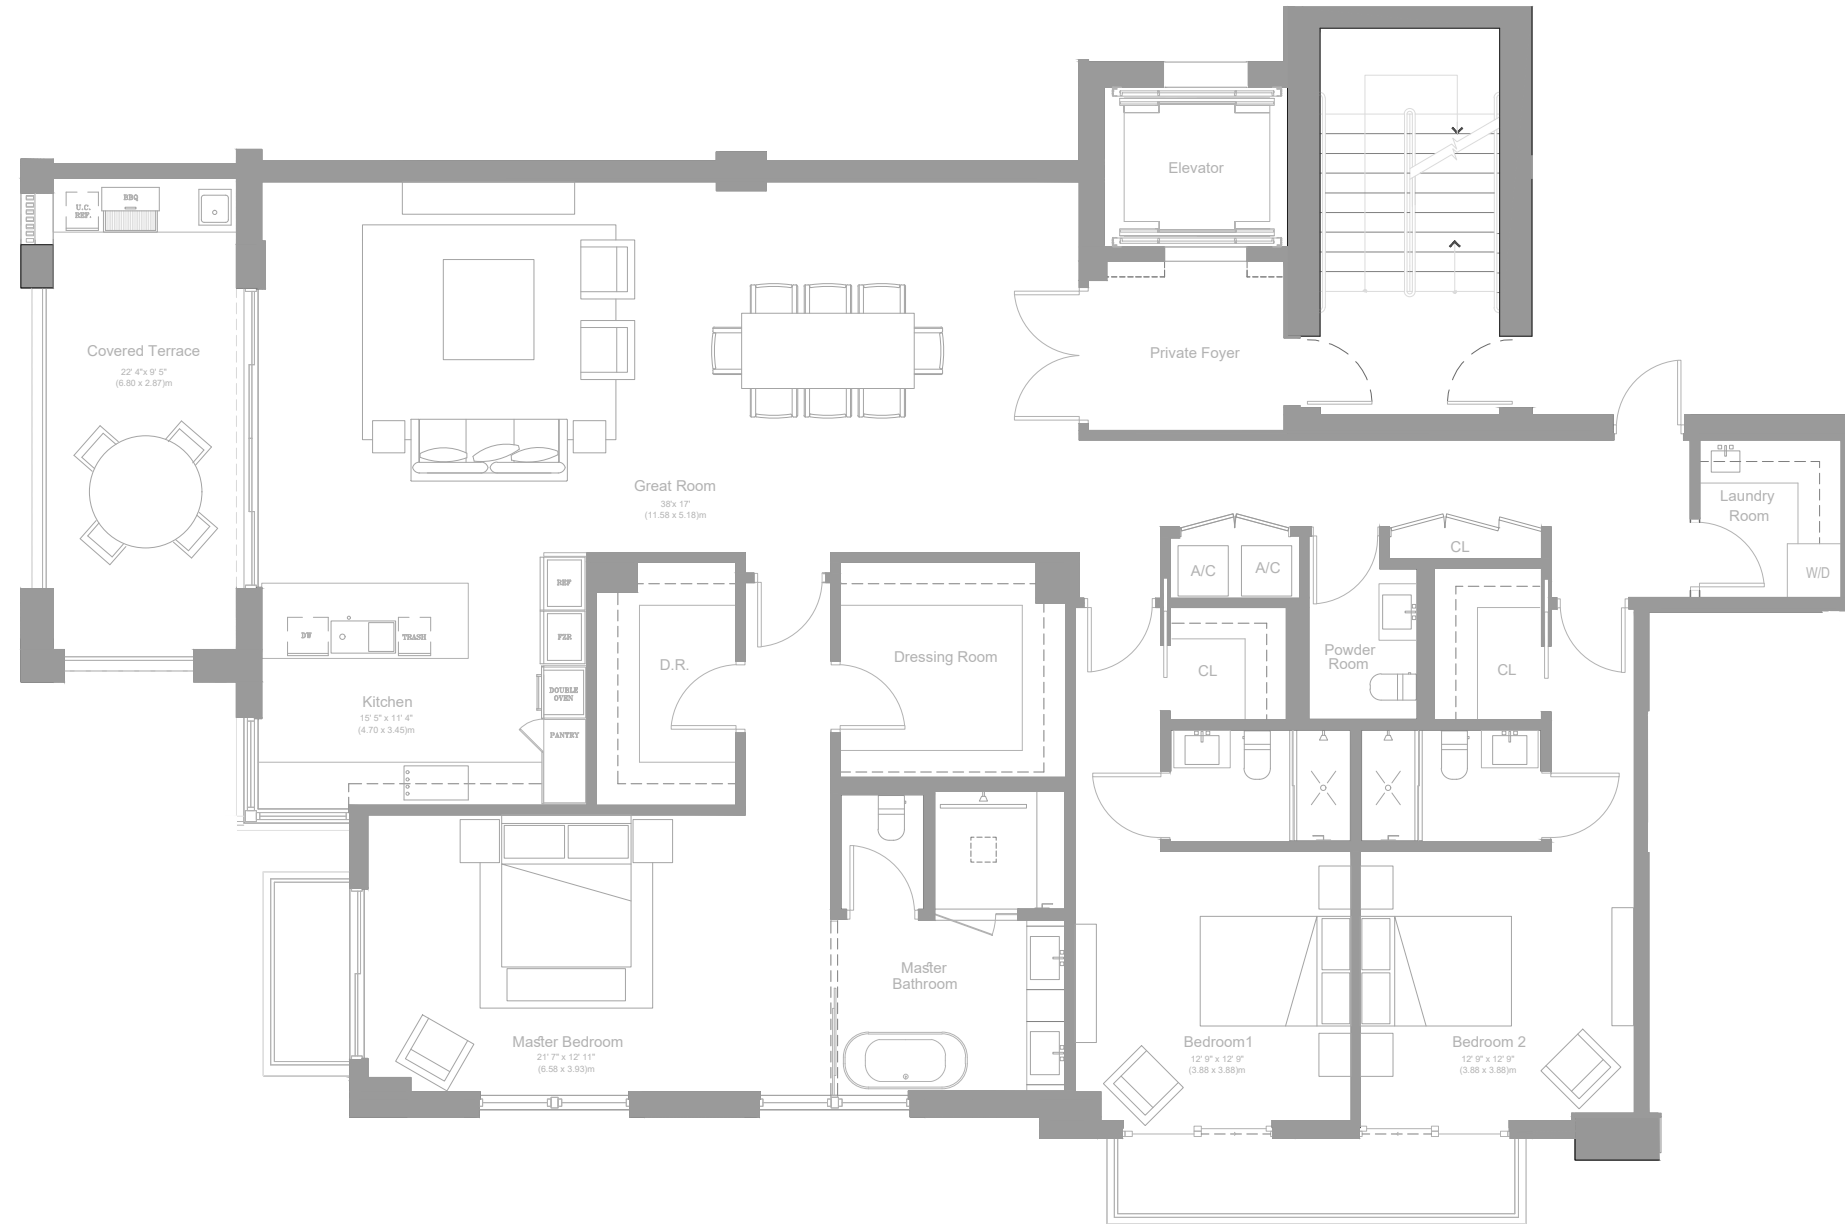 Elevator
U.C.
REF.
BBQ
Covered Terrace
22' 4"x 9' 5"
(6.80 x 2.87)m
Private Foyer
Great Room
38'x 17'
(11.58 x 5.18)m
Laundry
Room
W/D
A/C
A/C
CL
REF
FZR
DOUBLE
OVEN
PANTRY
DW
TRASH
Kitchen
15' 5" x 11' 4"
(4.70 x 3.45)m
D.R.
Dressing Room
CL
Powder
Room
CL
Master
Bathroom
Master Bedroom
21' 7" x 12' 11"
(6.58 x 3.93)m
Bedroom1
12' 9" x 12' 9"
(3.88 x 3.88)m
Bedroom 2
12' 9" x 12' 9"
(3.88 x 3.88)m